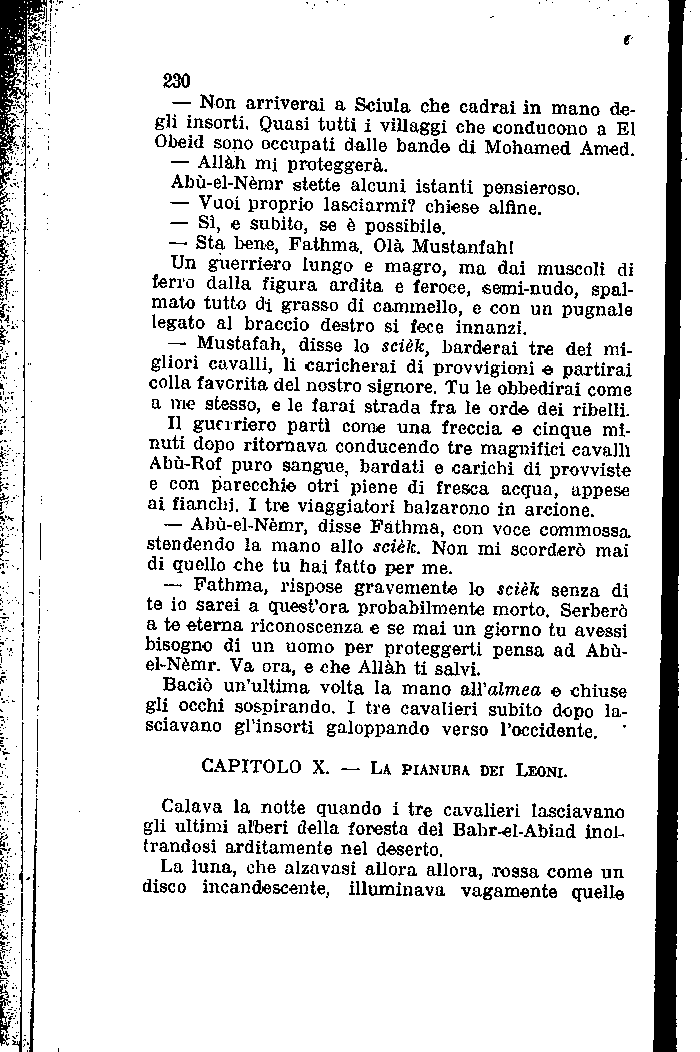 230
— Non arriverai a Sciula che cadrai in mano de-
gli insorti. Quasi tutti i villaggi che conducono a El
Obeid sono occupati dalle bande di Mohamed Amed.
— Allàh mi proteggerà.
Abù-el-Nèmr stette alcuni istanti pensieroso.
— Vuoi proprio lasciarmi? chiese alfine.
— Sì, e subito, se è possibile.
— Sta bene, Fathma. Olà Mustanfah!
Un guerriero lungo e magro, ma dai muscoli di
ferro dalla figura ardita e feroce, semi-nudo, spal-
mato tutto di grasso di cammello, e con un pugnale
legato al braccio destro si fece innanzi.
— Mustafah, disse lo scièk, barderai tre dei mi-
gliori cavalli, li caricherai di provvigioni e partirai
colla favorita del nostro signore. Tu le obbedirai come
a me stesso, e le farai strada fra le orde dei ribelli.
Il guerriero partì come una freccia e cinque mi-
nuti dopo ritornava conducendo tre magnifici cavalli
Abù-Rof puro sangue, bardati e carichi di provviste
e con parecchie otri piene di fresca acqua, appese
ai fianchi. I tre viaggiatori balzarono in arcione.
— Abù-el-Nèmr, disse Fathma, con voce commossa
stendendo la mano allo scièk. Non mi scorderò mai
di quello che tu hai fatto per me.
— Fathma, rispose gravemente lo scièk senza di
te io sarei a quest'ora probabilmente morto. Serberò
a te eterna riconoscenza e se mai un giorno tu avessi
bisogno di un uomo per proteggerti pensa ad Abù-
el-Nèmr. Va ora, e che Allàh ti salvi.
Baciò un'ultima volta la mano all'almea e chiuse
gli occhi sospirando. I tre cavalieri subito dopo la-
sciavano gl'insorti galoppando verso l'occidente.
CAPITOLO X. — LA PIANURA DEI LEONI.
Calava la notte quando i tre cavalieri lasciavano
gli ultimi alberi della foresta del Bahr-el-Abiad inol-
trandosi arditamente nel deserto.
La luna, che alzavasi allora allora, rossa come un
disco incandescente, illuminava vagamente quelle